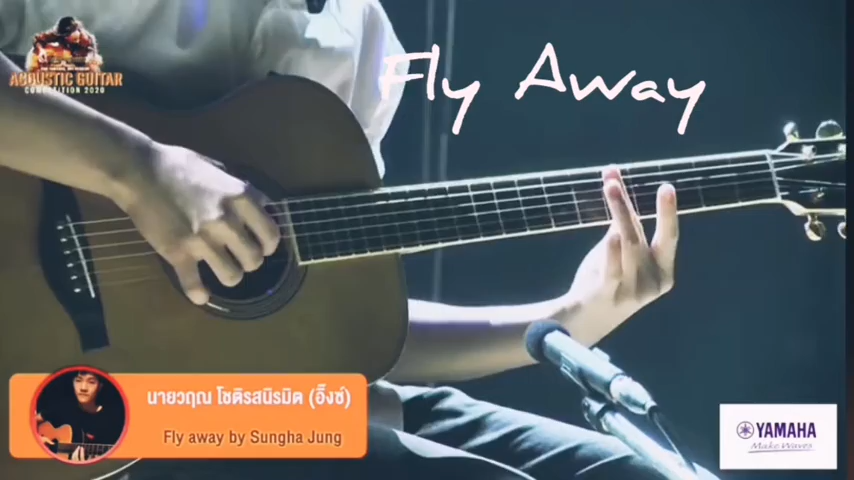 Fly Away
ACOUSTIC GUITAR
COMPETITION 2020
นายวฤณ โชติรสนิรมิต (อิ๊งซ์)
Fly away by Sungha Jung
YAMAHA
Make Waves